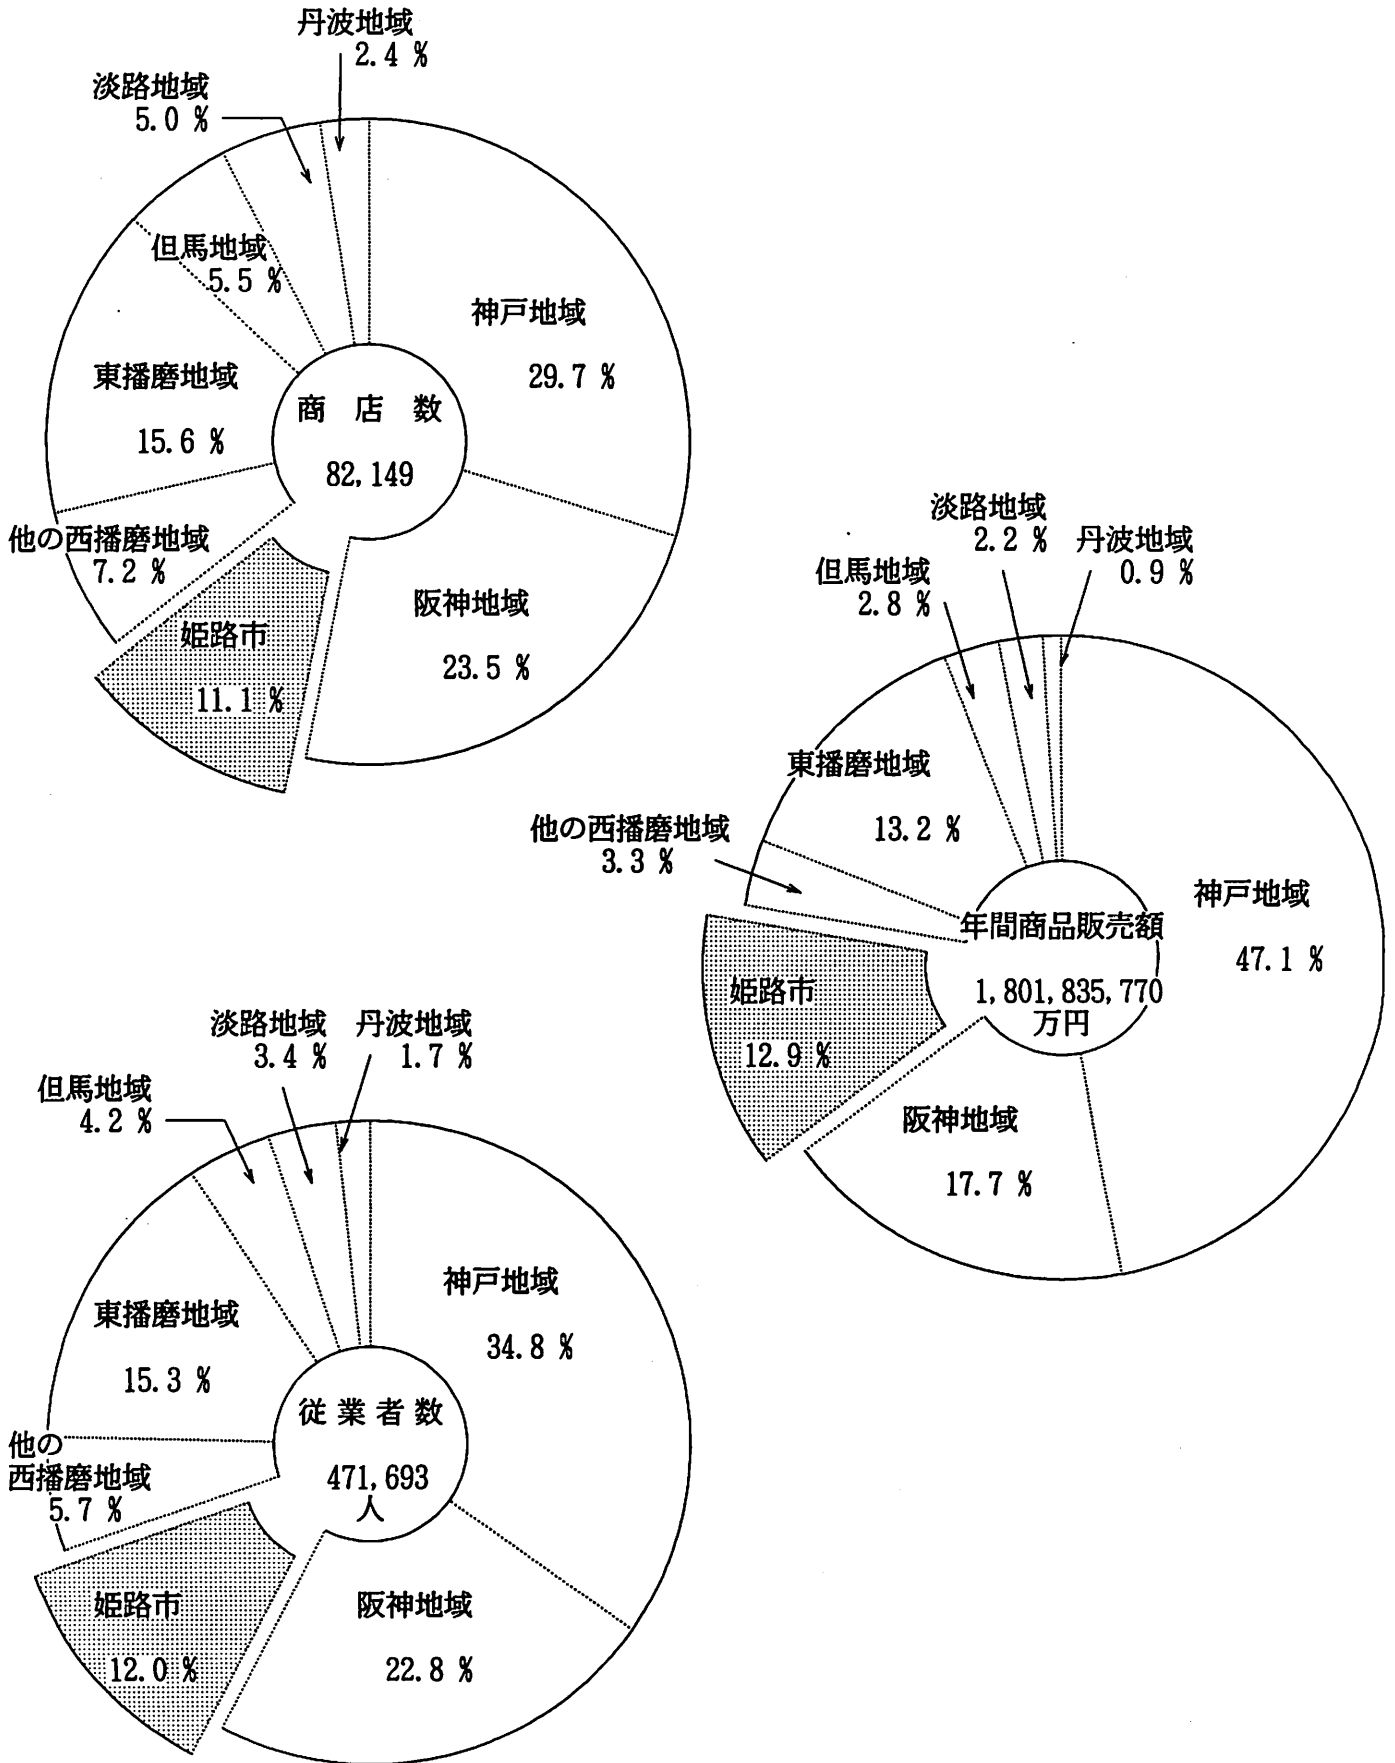 丹波地域
2.4 %
淡路地域
5.0 %
但馬地域
5.5 %
神戸地域
29.7 %
東播磨地域
15.6 %
商 店 数
82,149
他の西播磨地域
7.2 %
姫路市
11.1 %
阪神地域
23.5 %
淡路地域
2.2 %
丹波地域
0.9 %
但馬地域
2.8 %
東播磨地域
13.2 %
他の西播磨地域
3.3 %
神戸地域
47.1 %
年間商品販売額
1,801,835,770
万円
姫路市
12.9 %
阪神地域
17.7 %
淡路地域
3.4 %
丹波地域
1.7 %
但馬地域
4.2 %
神戸地域
34.8 %
東播磨地域
15.3 %
従業者数
471,693
人
他の
西播磨地域
5.7 %
姫路市
12.0 %
阪神地域
22.8 %